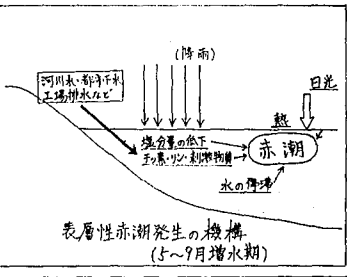 (降雨)
日光
河川水・都市下水
工場排水など
熱
塩分量の低下
チッ素・リン・刺戟物質
赤潮
水の停滞
表層性赤潮発生の機構
(5~9月増水期)